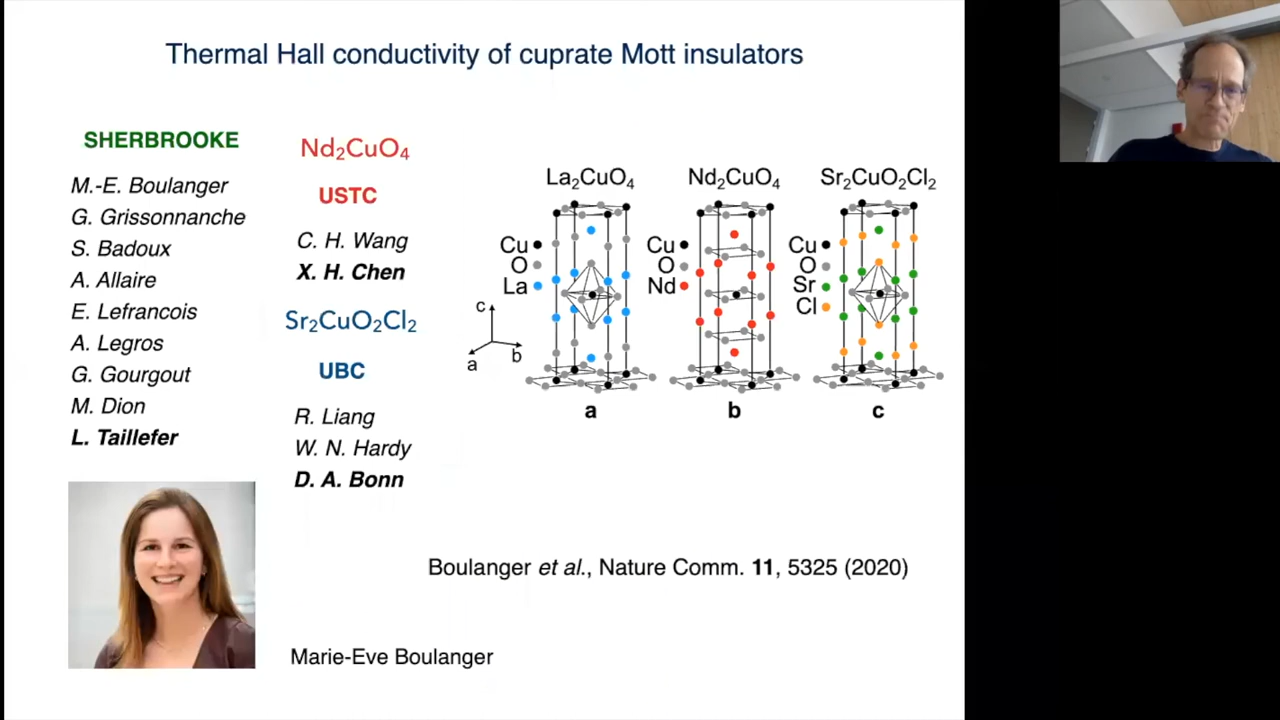 Thermal Hall conductivity of cuprate Mott insulators
SHERBROOKE
M.-E. Boulanger
G. Grissonnanche
S. Badoux
A. Allaire
E. Lefrancois
A. Legros
G. Gourgout
M. Dion
L. Taillefer
Nd₂CuO₄
USTC
C. H. Wang
X. H. Chen
Sr₂CuO₂Cl₂
UBC
R. Liang
W. N. Hardy
D. A. Bonn
La₂CuO₄
Cu
O
La
c
a
b
a
Nd₂CuO₄
Cu
O
Nd
b
Sr₂CuO₂Cl₂
Cu
O
Sr
Cl
c
Boulanger et al., Nature Comm. 11, 5325 (2020)
Marie-Eve Boulanger